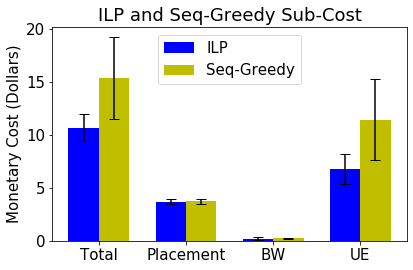 ILP and Seq-Greedy Sub-Cost
ILP
Seq-Greedy
Monetary Cost (Dollars)
20
15
10
5
0
Total Placement BW UE